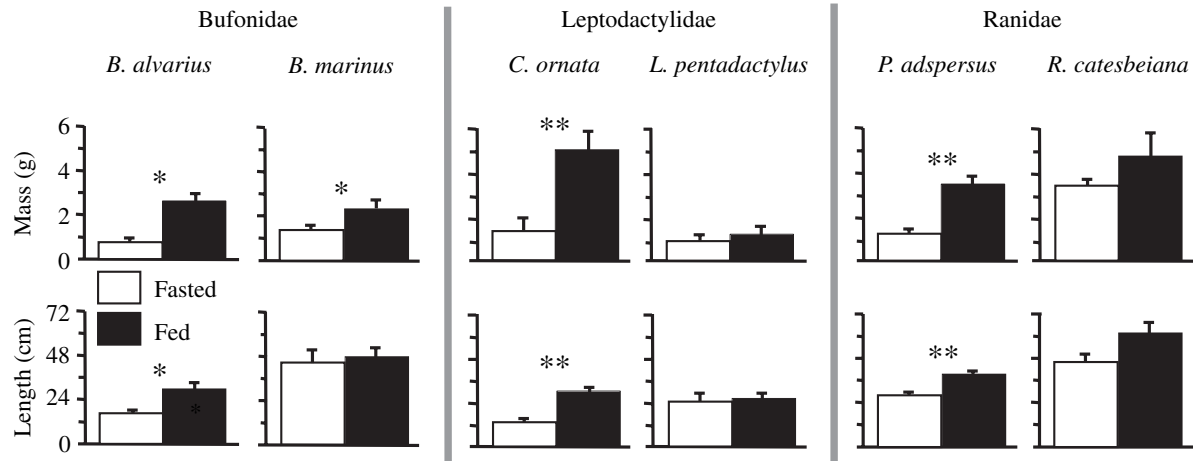 Bufonidae Leptodactylidae Ranidae
B. alvarius B. marinus C. ornata L. pentadactylus P. adspersus R. catesbeiana
Mass (g)
6
4
2
0
* * ** **
Fasted
Fed
Length (cm)
72
48
24
0
* ** **
*